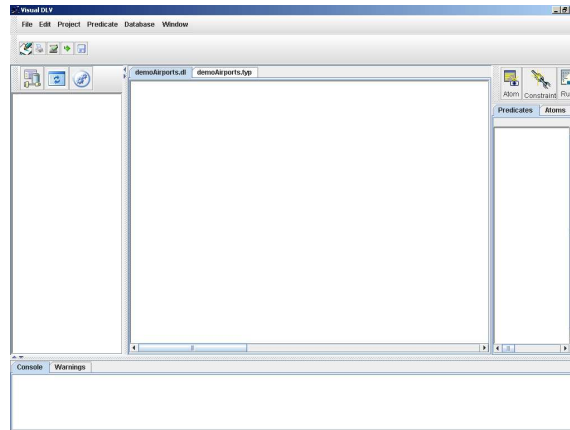 Visual DLV
File Edit Project Predicate Database Window
demoAirports.dl demoAirports.typ
Atom Constraint Ru
Predicates Atoms
Console Warnings